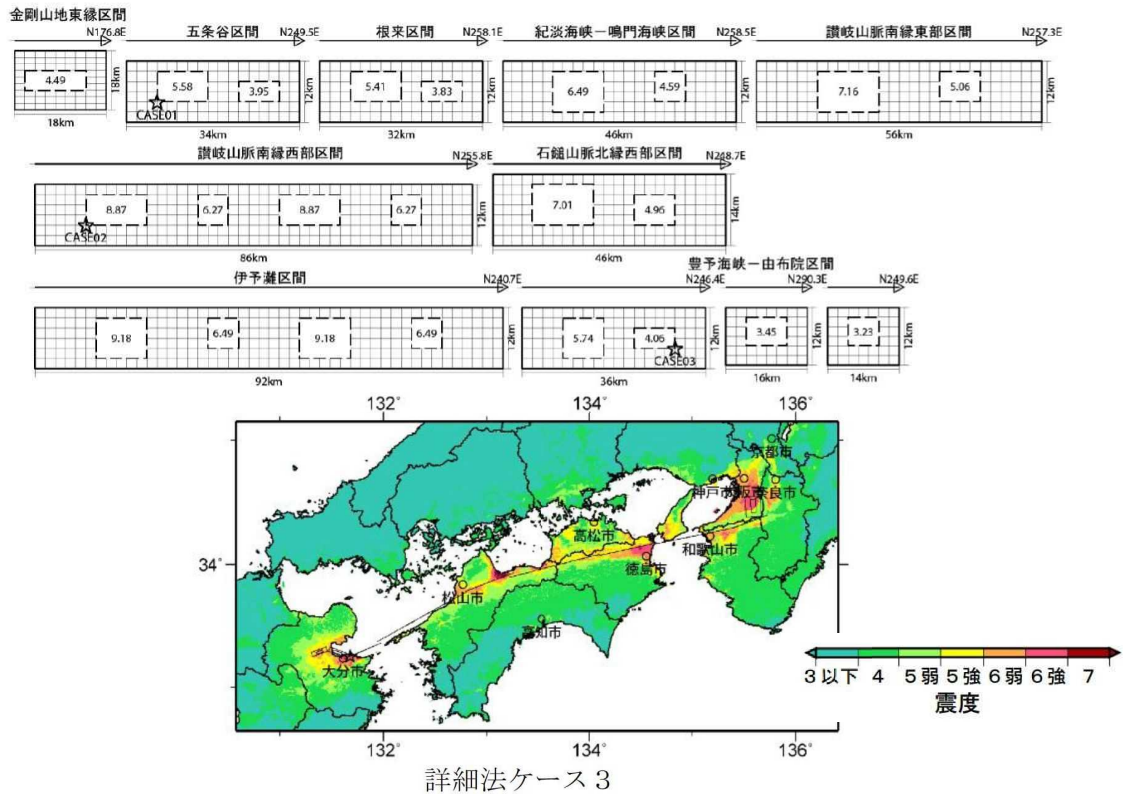 金剛山地東縁区間
N176.8E
五条谷区間
N249.5E
根来区間
N258.1E
紀淡海峡ー鳴門海峡区間
N258.5E
讃岐山脈南縁東部区間
N257.3E
4.49
18km
18km
5.58
3.95
CASE01
12km
34km
5.41
3.83
12km
32km
6.49
4.59
12km
46km
7.16
5.06
12km
56km
讃岐山脈南縁西部区間
N255.8E
石鎚山脈北縁西部区間
N248.7E
8.87
6.27
8.87
6.27
CASE02
12km
86km
7.01
4.96
14km
46km
伊予灘区間
N240.7E
N246.4E
豊予海峡ー由布院区間
N290.3E
N249.6E
9.18
6.49
9.18
6.49
12km
92km
5.74
4.06
CASE03
12km
36km
3.45
12km
16km
3.23
12km
14km
132°
134°
136°
京都市
神戸市
大阪市
奈良市
高松市
和歌山市
徳島市
34°
松山市
高知市
大分市
132°
134°
136°
3以下 4 5弱 5強 6弱 6強 7
震度
詳細法ケース3